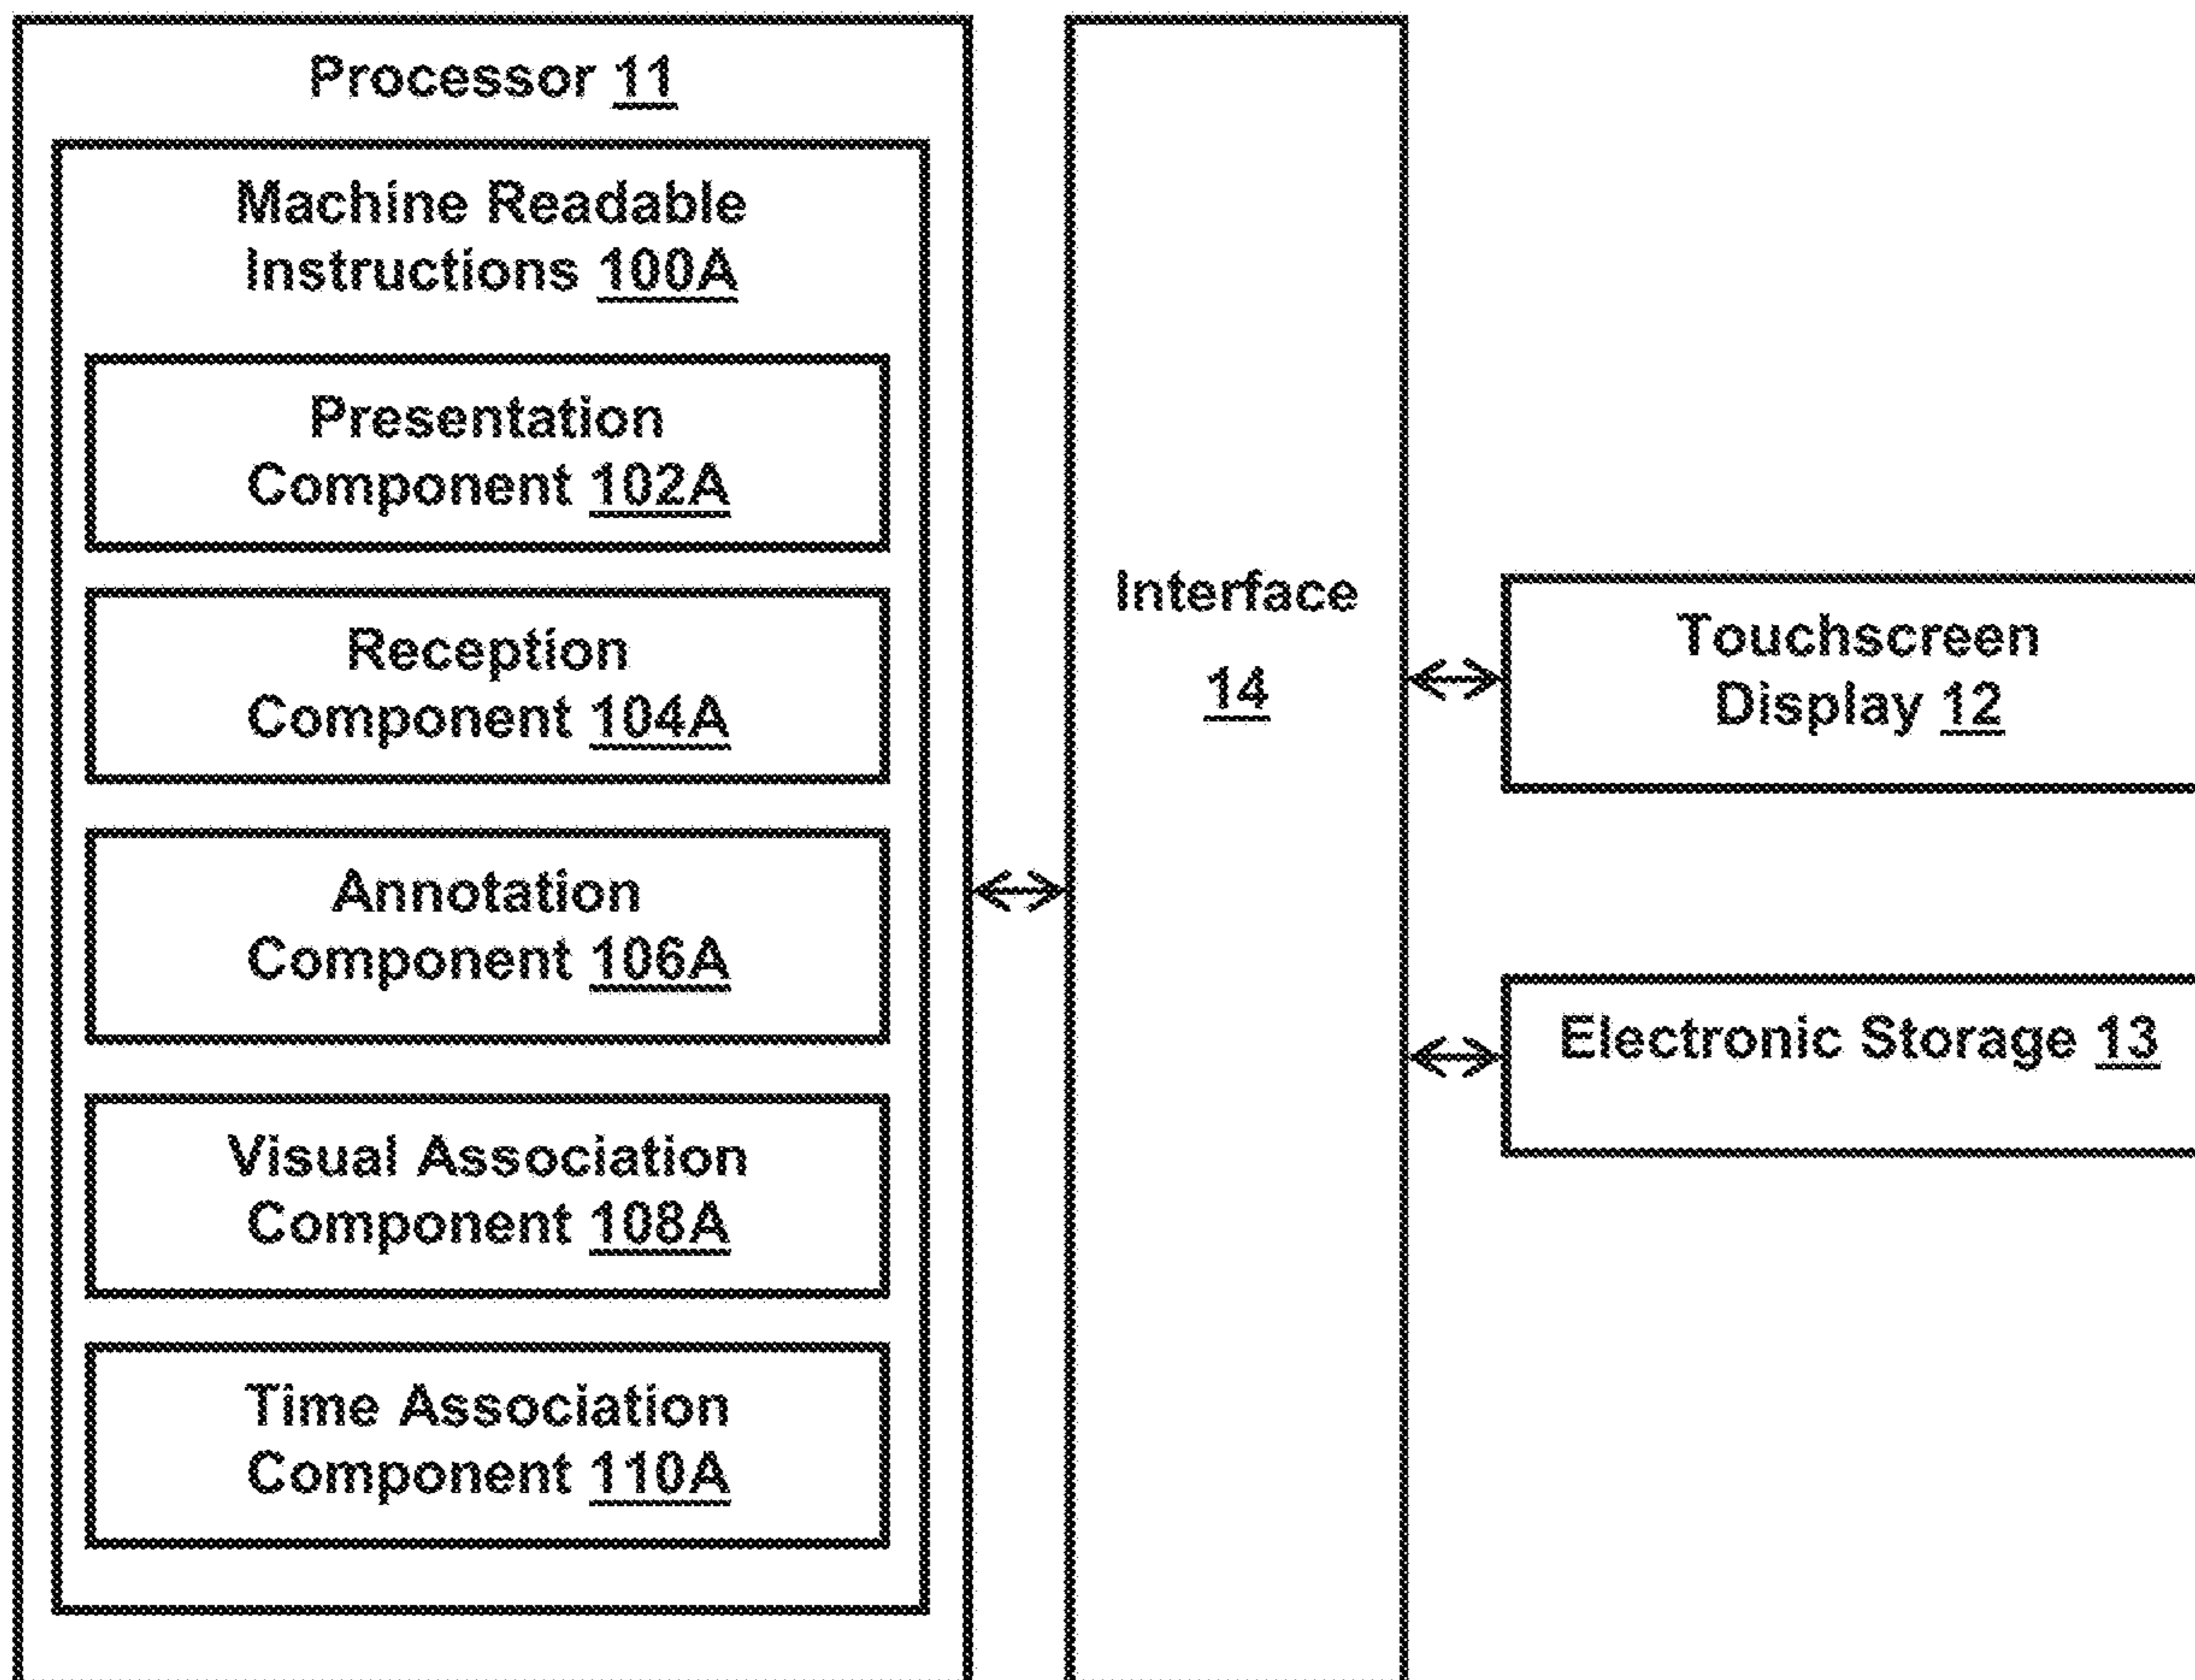 Processor 11
Machine Readable
Instructions 100A
Presentation
Component 102A
Reception
Component 104A
Annotation
Component 106A
Visual Association
Component 108A
Time Association
Component 110A
Interface
14
Touchscreen
Display 12
Electronic Storage 13